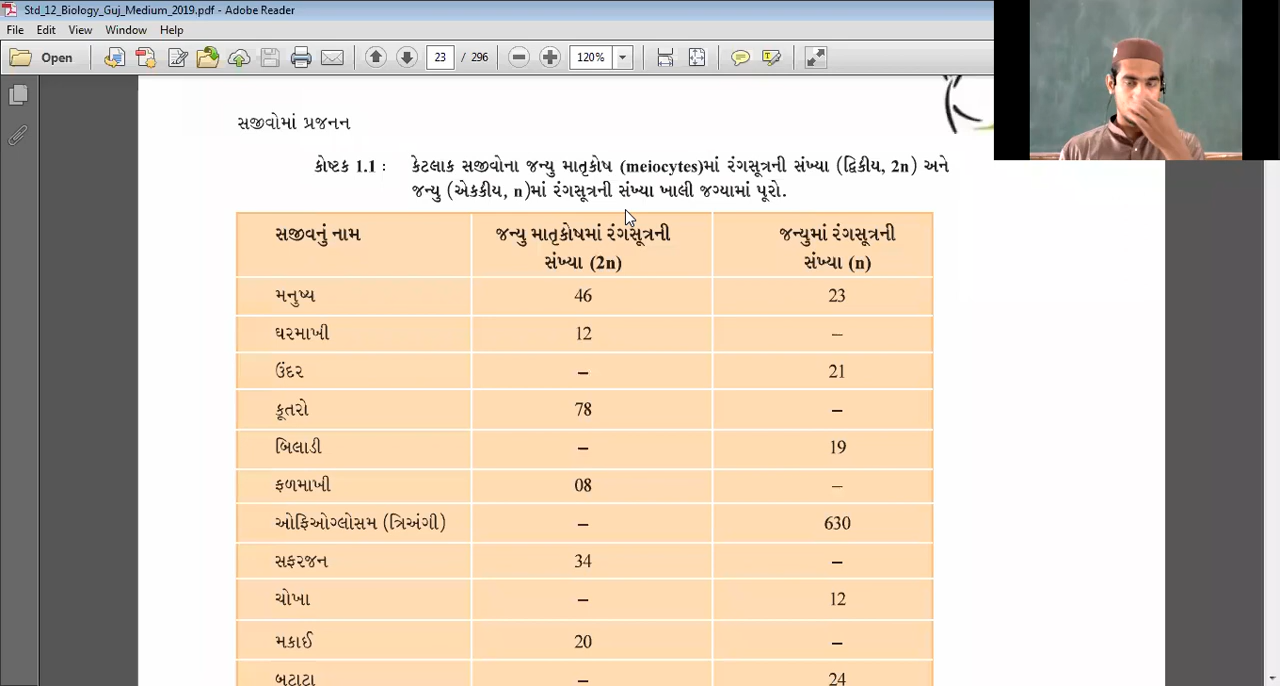 Std_12_Biology_Guj_Medium_2019.pdf - Adobe Reader
File Edit View Window Help
Open 23 / 296 120%
સજીવોમાં પ્રજનન
કોષ્ટક 1.1 : કેટલાક સજીવોના જન્યુ માતૃકોષ (meiocytes)માં રંગસૂત્રની સંખ્યા (દ્વિકીય, 2n) અને
જન્યુ (એકકીય, n)માં રંગસૂત્રની સંખ્યા ખાલી જગ્યામાં પૂરો.
સજીવનું નામ જન્યુ માતૃકોષમાં રંગસૂત્રની જન્યુમાં રંગસૂત્રની
સંખ્યા (2n) સંખ્યા (n)
મનુષ્ય 46 23
ઘરમાખી 12 –
ઉંદર – 21
કૂતરો 78 –
બિલાડી – 19
ફળમાખી 08 –
ઓફિઓગ્લોસમ (ત્રિઅંગી) – 630
સફરજન 34 –
ચોખા – 12
મકાઈ 20 –
બટાટા – 24